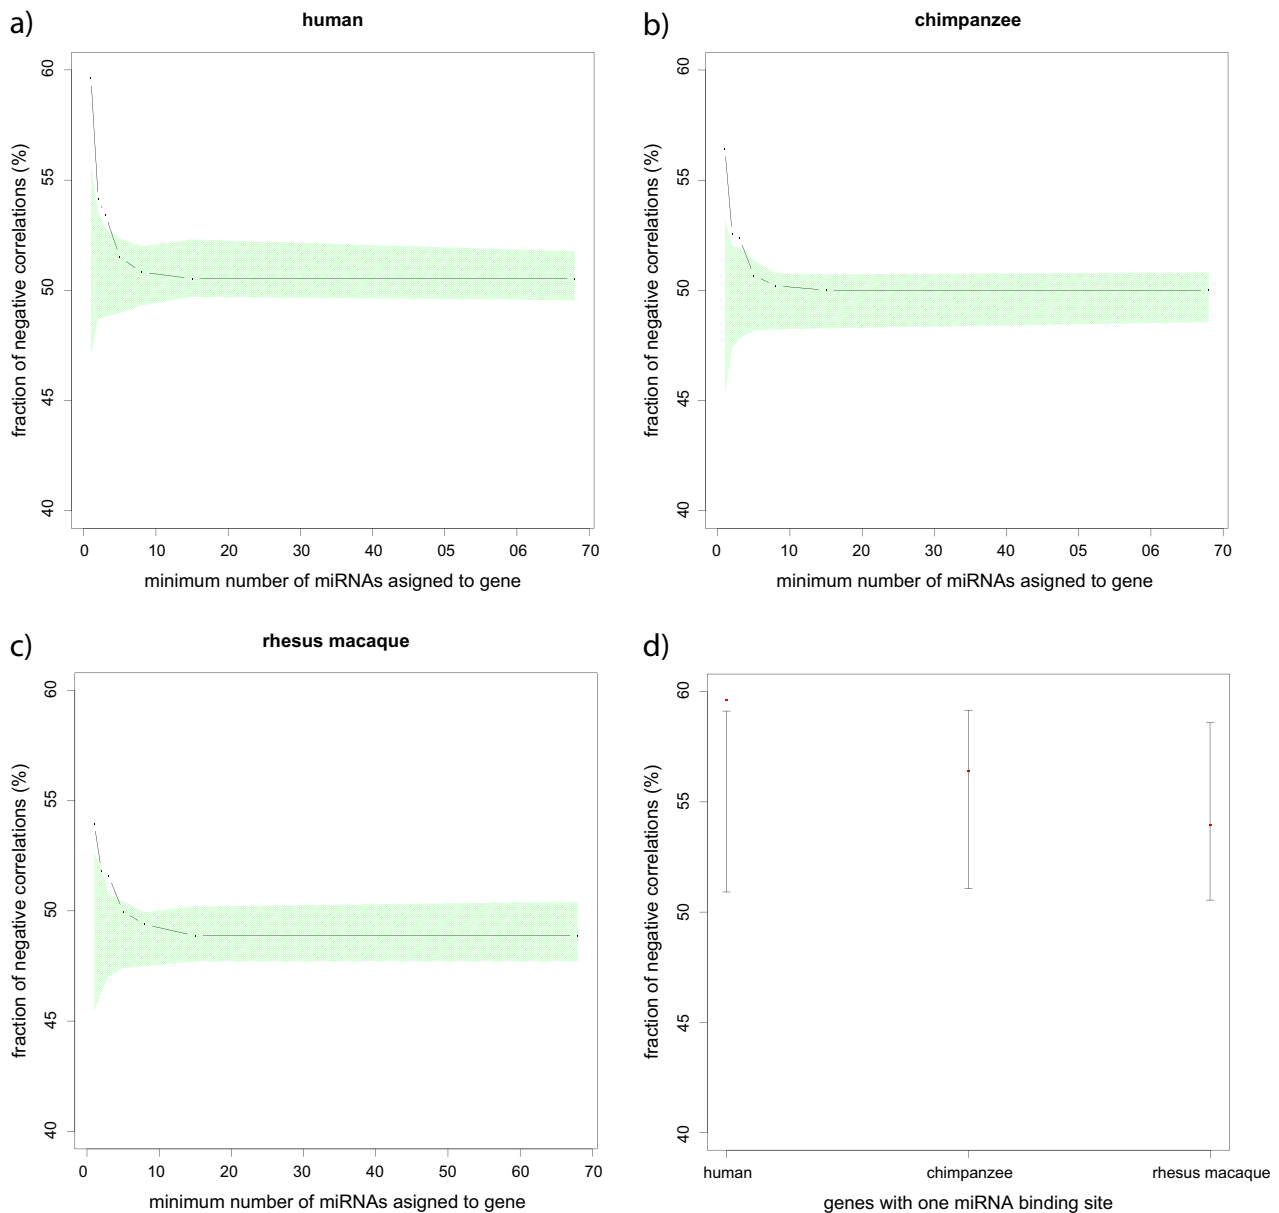 a)
human
60
55
50
45
40
fraction of negative correlations (%)
0 10 20 30 40 05 06 70
minimum number of miRNAs asigned to gene
b)
chimpanzee
60
55
50
45
40
fraction of negative correlations (%)
0 10 20 30 40 05 06 70
minimum number of miRNAs asigned to gene
c)
rhesus macaque
60
55
50
45
40
fraction of negative correlations (%)
0 10 20 30 40 50 60 70
minimum number of miRNAs asigned to gene
d)
60
55
50
45
40
fraction of negative correlations (%)
human chimpanzee rhesus macaque
genes with one miRNA binding site